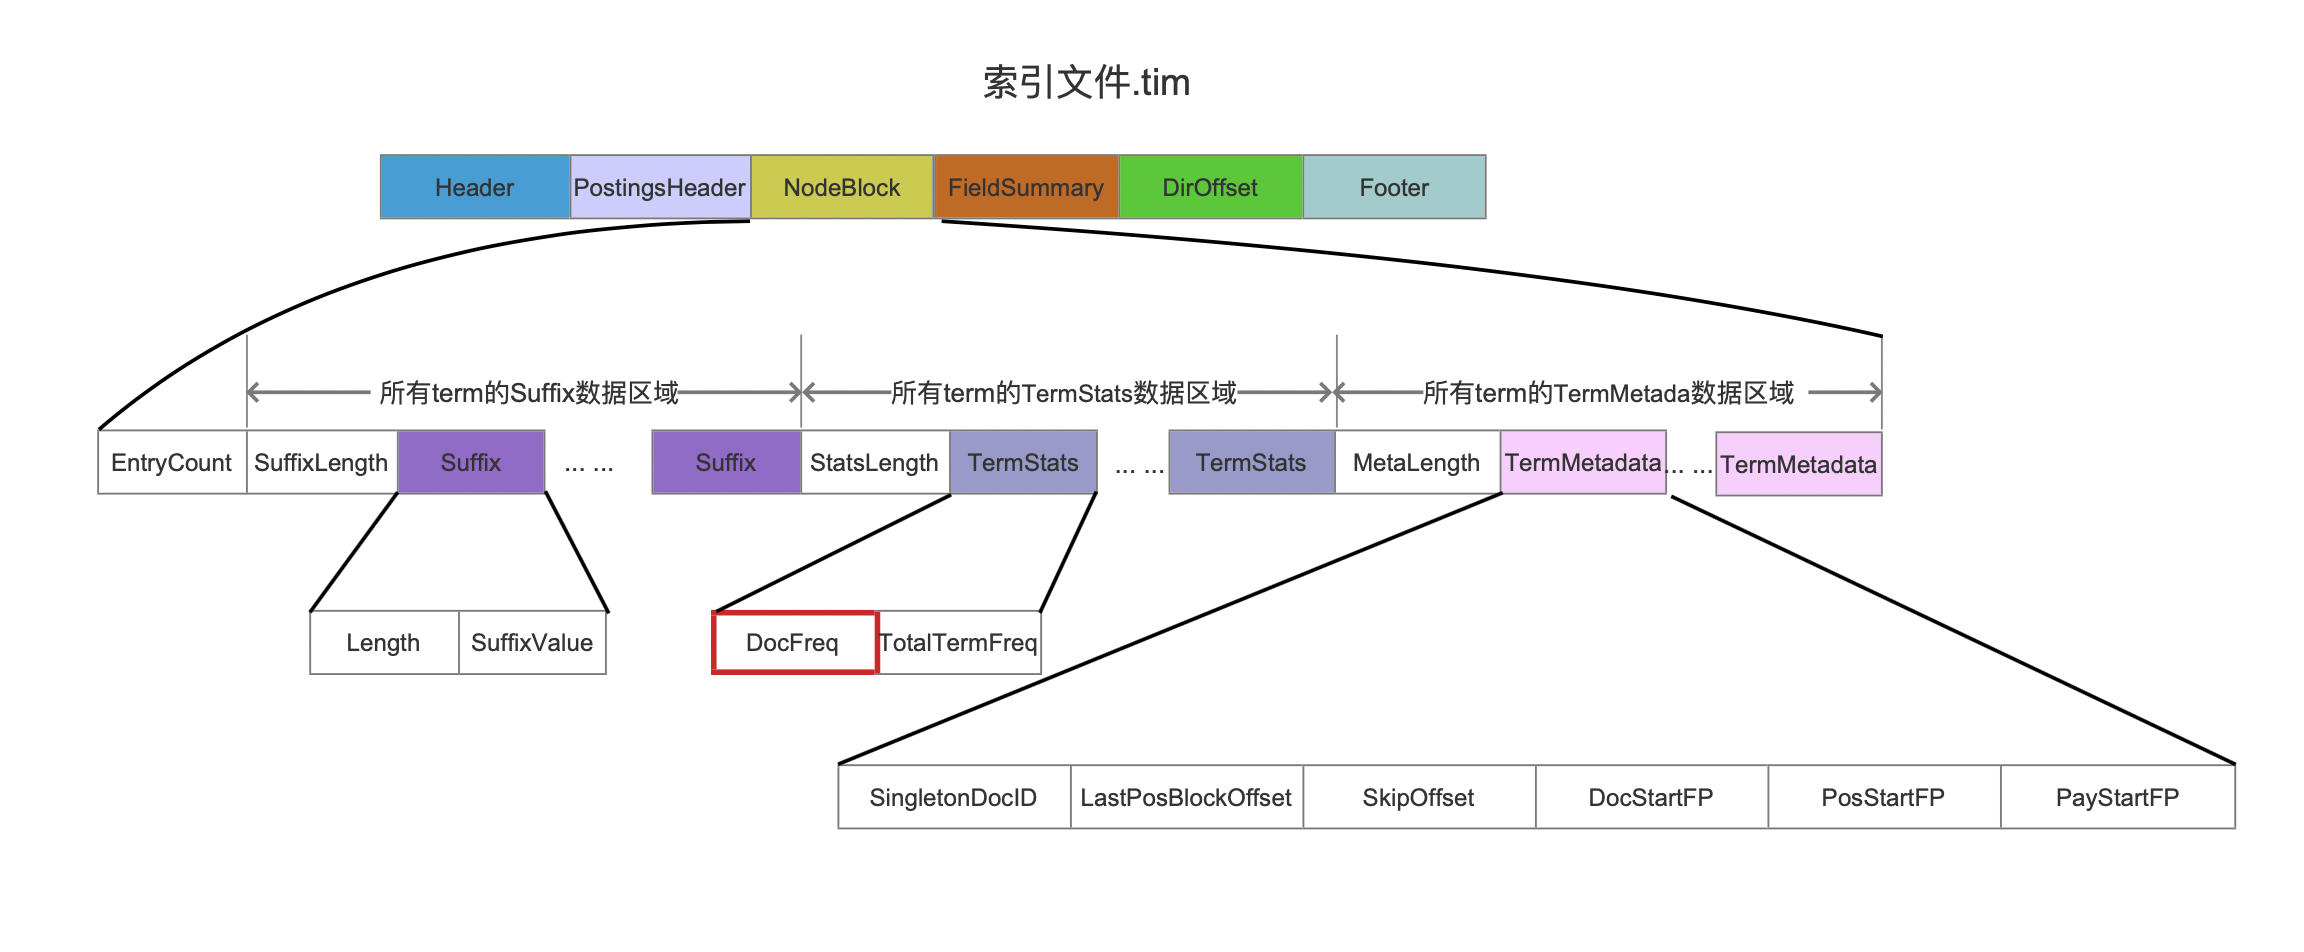 索引文件.tim
Header PostingsHeader NodeBlock FieldSummary DirOffset Footer
所有term的Suffix数据区域 所有term的TermStats数据区域 所有term的TermMetada数据区域
EntryCount SuffixLength Suffix ... ... Suffix StatsLength TermStats ... ... TermStats MetaLength TermMetadata ... ... TermMetadata
Length SuffixValue DocFreq TotalTermFreq
SingletonDocID LastPosBlockOffset SkipOffset DocStartFP PosStartFP PayStartFP